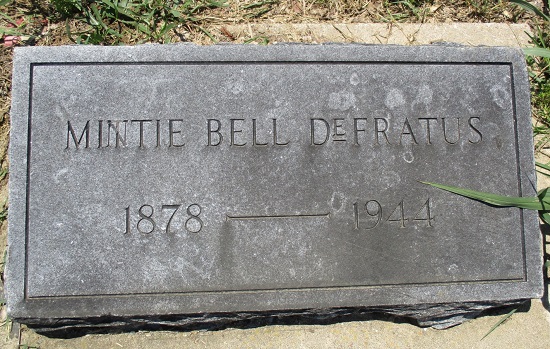 MINTIE BELL DEFRATUS
1878 — 1944